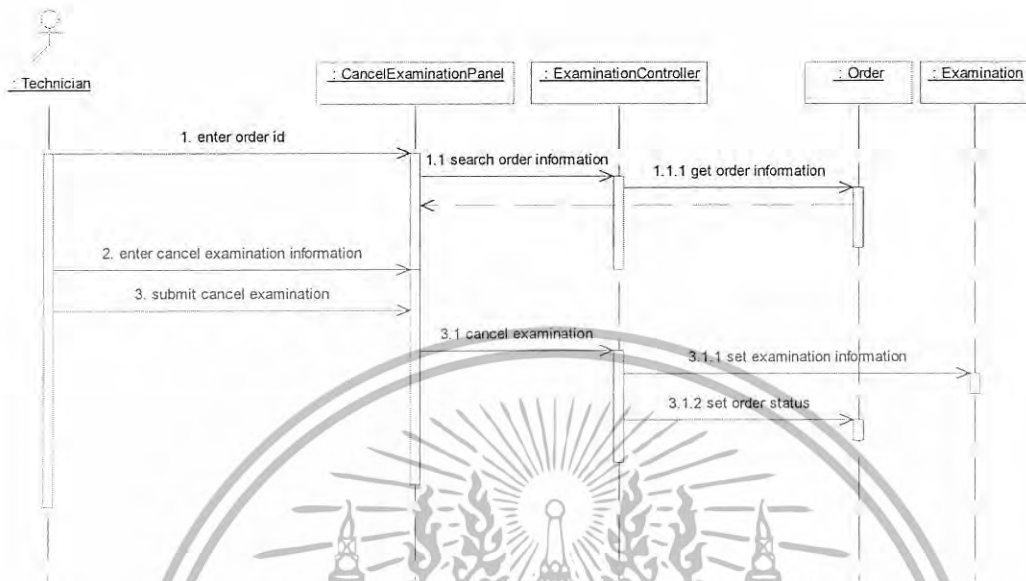 : Technician
: CancelExaminationPanel
: ExaminationController
: Order
: Examination
1. enter order id
1.1 search order information
1.1.1 get order information
2. enter cancel examination information
3. submit cancel examination
3.1 cancel examination
3.1.1 set examination information
3.1.2 set order status